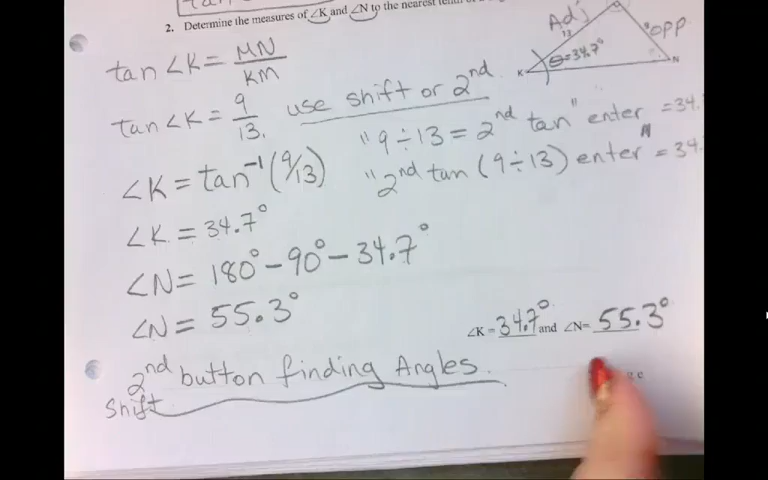 2. Determine the measures of ∠K and ∠N to the nearest tenth of
Adj
13
OPP
θ=34.7°
K
N
tan ∠K = MN/KM
tan ∠K = 9/13.
use shift or 2nd
"9÷13 = 2nd tan" enter =34.
∠K = tan⁻¹(9/13)
"2nd tan (9÷13) enter" =34.
∠K = 34.7°
∠N = 180° - 90° - 34.7°
∠N = 55.3°
∠K = 34.7° and ∠N= 55.3°
2nd button finding Angles.
Shift